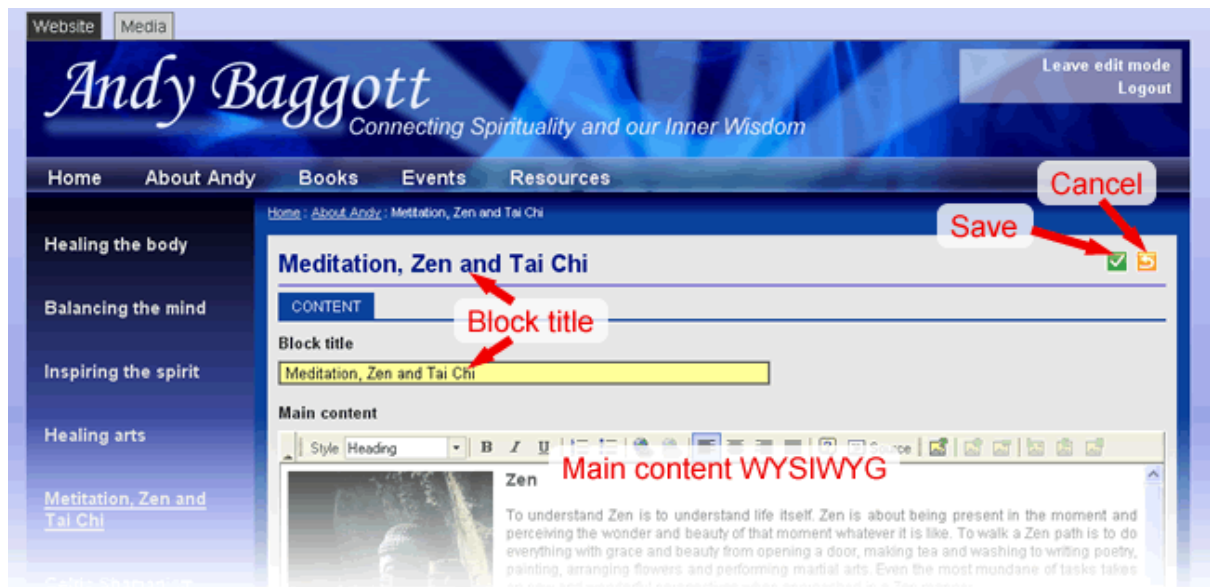 Website Media
Andy Baggott
Connecting Spirituality and our Inner Wisdom
Leave edit mode
Logout
Home About Andy Books Events Resources
Cancel
Save
Home : About Andy : Mettation, Zen and Tai Chi
Healing the body
Balancing the mind
Inspiring the spirit
Healing arts
Metitation, Zen and
Tai Chi
Celtic Shamanism
Meditation, Zen and Tai Chi
CONTENT
Block title
Block title
Meditation, Zen and Tai Chi
Main content
Style Heading B I U Source
Main content WYSIWYG
Zen
To understand Zen is to understand life itself. Zen is about being present in the moment and
perceiving the wonder and beauty of that moment whatever it is like. To walk a Zen path is to do
everything with grace and beauty from opening a door, making tea and washing to writing poetry,
painting, arranging flowers and performing martial arts. Even the most mundane of tasks takes